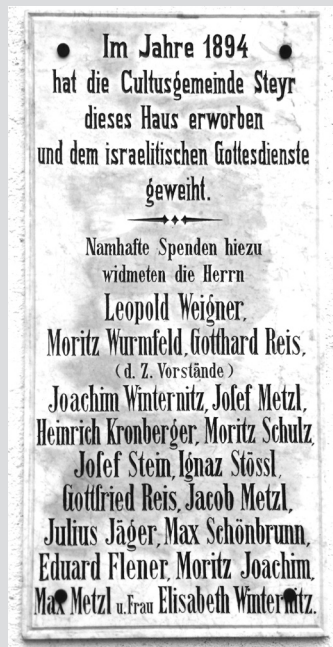 Im Jahre 1894
hat die Cultusgemeinde Steyr
dieses Haus erworben
und dem israelitischen Gottesdienste
geweiht.
Namhafte Spenden hiezu
widmeten die Herrn
Leopold Weigner,
Moritz Wurmfeld, Gotthard Reis,
(d. Z. Vorstände)
Joachim Winternitz, Josef Metzl,
Heinrich Kronberger, Moritz Schulz,
Josef Stein, Ignaz Stössl,
Gottfried Reis, Jacob Metzl,
Julius Jäger, Max Schönbrunn,
Eduard Flener, Moritz Joachim,
Max Metzl u. Frau Elisabeth Winternitz.